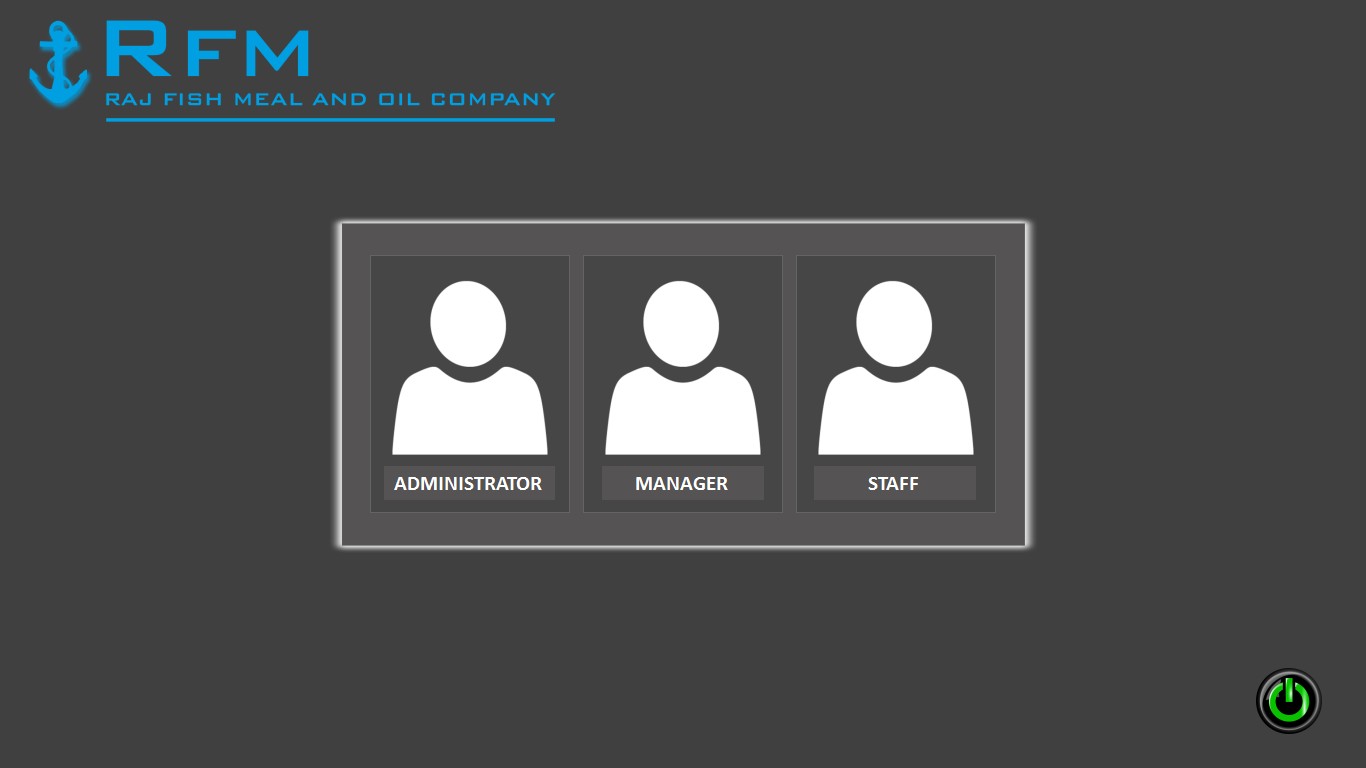 RFM
RAJ FISH MEAL AND OIL COMPANY
ADMINISTRATOR
MANAGER
STAFF